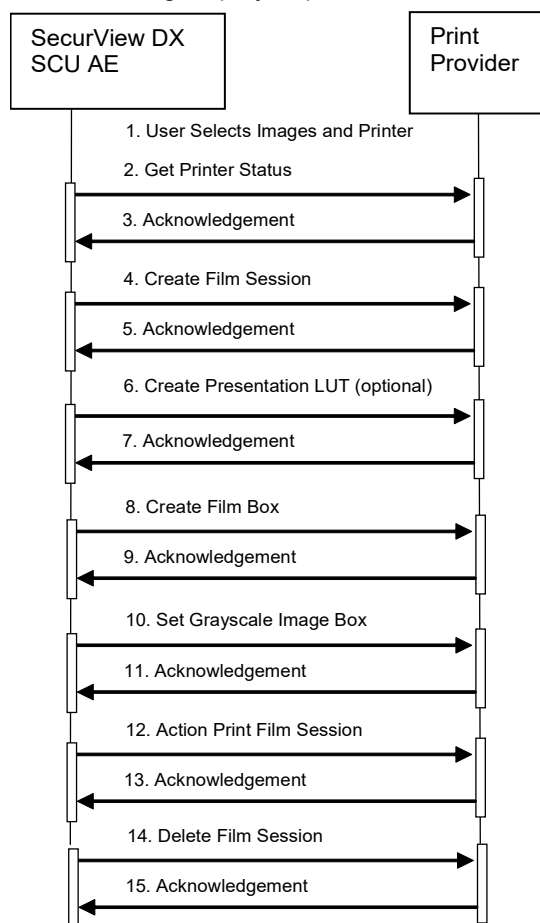 SecurView DX
SCU AE
Print
Provider
1. User Selects Images and Printer
2. Get Printer Status
3. Acknowledgement
4. Create Film Session
5. Acknowledgement
6. Create Presentation LUT (optional)
7. Acknowledgement
8. Create Film Box
9. Acknowledgement
10. Set Grayscale Image Box
11. Acknowledgement
12. Action Print Film Session
13. Acknowledgement
14. Delete Film Session
15. Acknowledgement